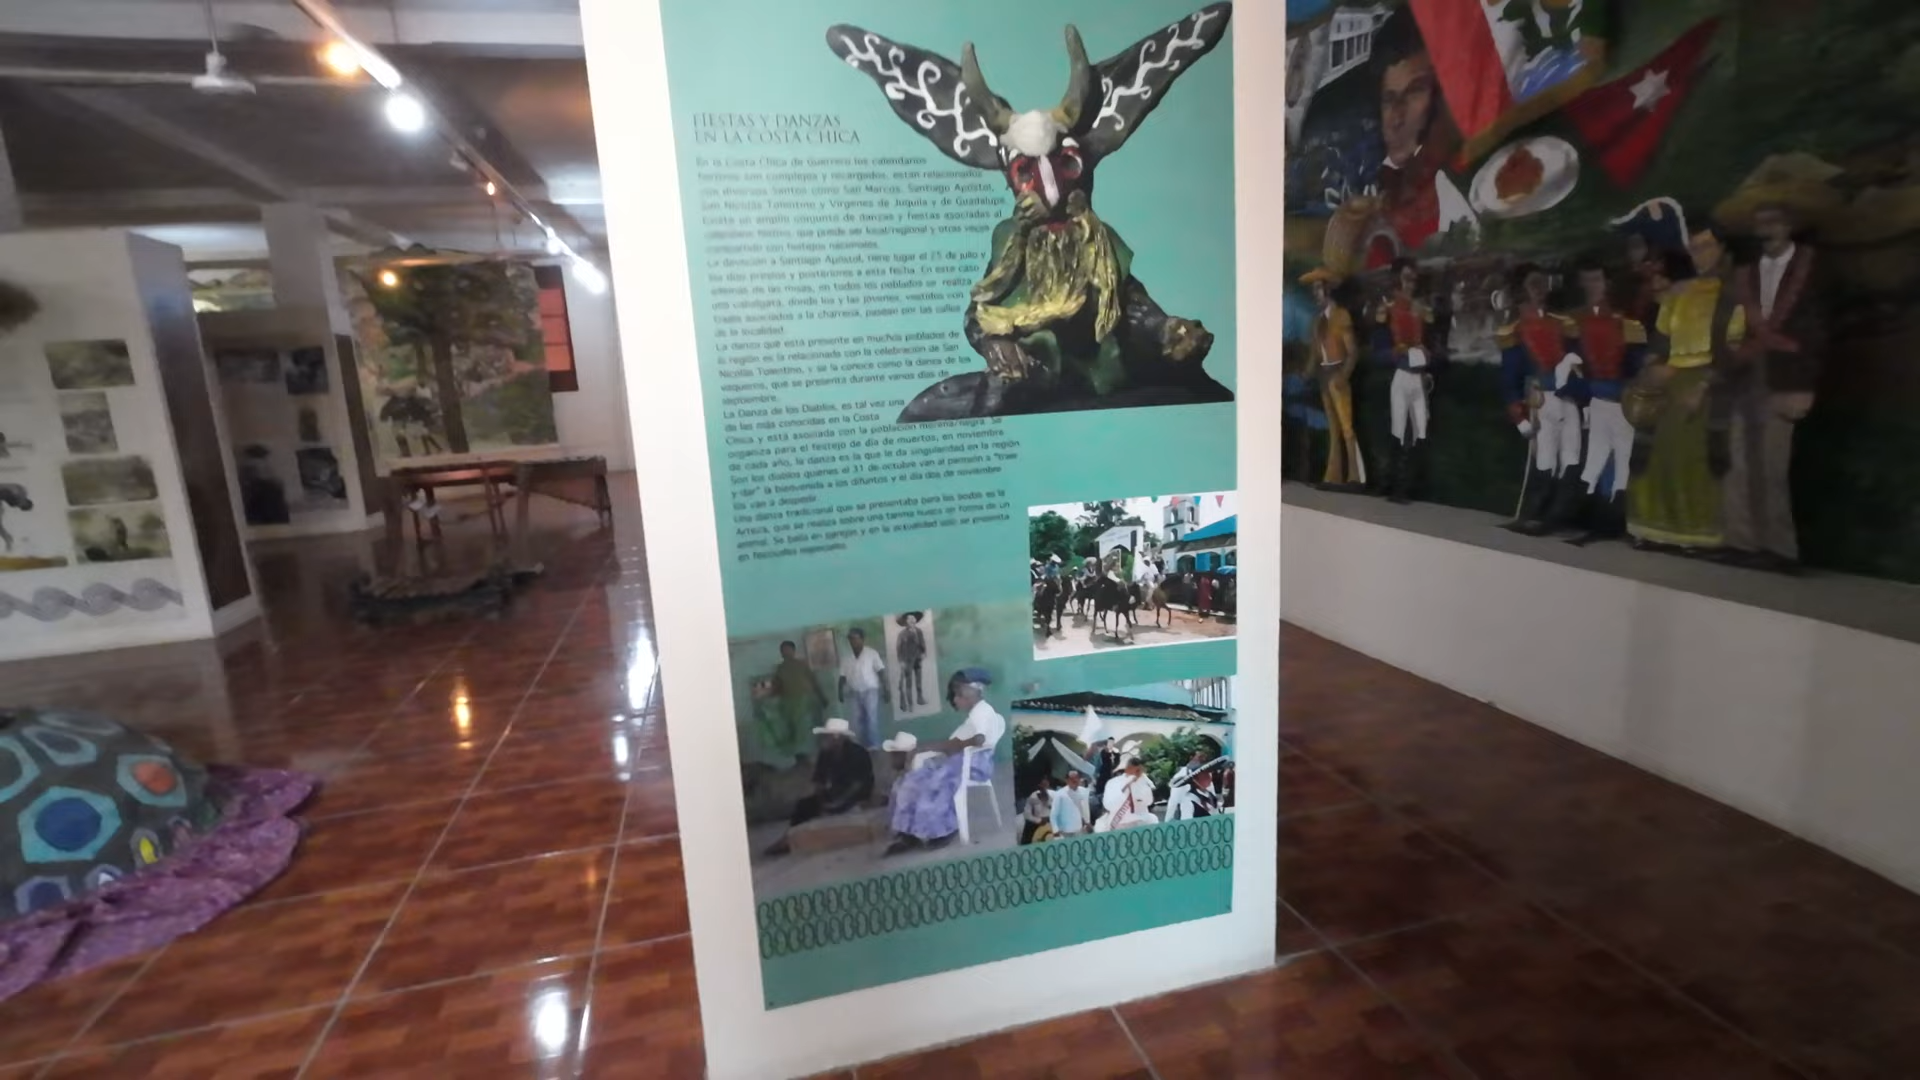 FIESTAS Y DANZAS
EN LA COSTA CHICA
En la Costa Chica de Guerrero los calendarios
festivos son complejos y recargados, están relacionados
con diversos Santos como San Marcos, Santiago Apóstol,
San Nicolás Tolentino y Vírgenes de Juquila y de Guadalupe.
Existe un amplio conjunto de danzas y fiestas asociadas al
calendario festivo, que puede ser local/regional y otras veces
compartido con festejos nacionales.
La devoción a Santiago Apóstol, tiene lugar el 25 de julio y
los días previos y posteriores a esta fecha. En este caso
además de las misas, en todos los poblados se realiza
una cabalgata, donde los y las jóvenes, vestidos con
trajes asociados a la charrería, pasean por las calles
de la localidad.
La danza que está presente en muchos poblados de
la región es la relacionada con la celebración de San
Nicolás Tolentino, y se la conoce como la danza de los
vaqueros, que se presenta durante varios días de
septiembre.
La Danza de los Diablos, es tal vez una
de las más conocidas en la Costa
Chica y está asociada con la población morena/negra. Se
organiza para el festejo de día de muertos, en noviembre
de cada año, la danza es la que le da singularidad en la región.
Son los diablos quienes el 31 de octubre van al panteón a "traer
y dar" la bienvenida a los difuntos y el día dos de noviembre
los van a despedir.
Una danza tradicional que se presentaba para las bodas es la
Artesa, que se realiza sobre una tarima hueca en forma de un
animal. Se baila en parejas y en la actualidad solo se presenta
en festivales especiales.